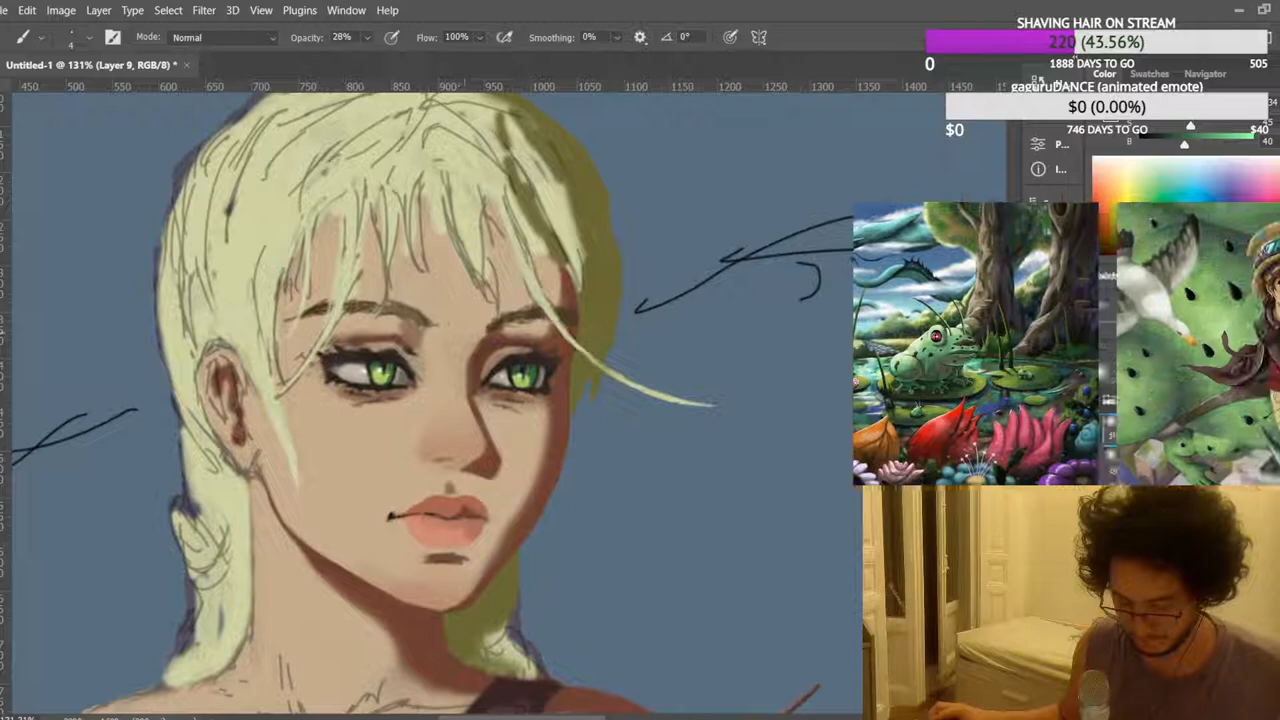 Edit Image Layer Type Select Filter 3D View Plugins Window Help
4 Mode: Normal Opacity: 28% Flow: 100% Smoothing: 0% 0°
Untitled-1 @ 131% (Layer 9, RGB/8) *
450 500 550 600 650 700 750 800 850 900 950 1000 1050 1100 1150 1200 1250 1300 1350 1400
SHAVING HAIR ON STREAM
220 (43.56%)
0 1888 DAYS TO GO 505
Color Swatches Navigator
gaguruDANCE (animated emote)
$0 (0.00%)
$0 746 DAYS TO GO $40
B 40
P...
I...